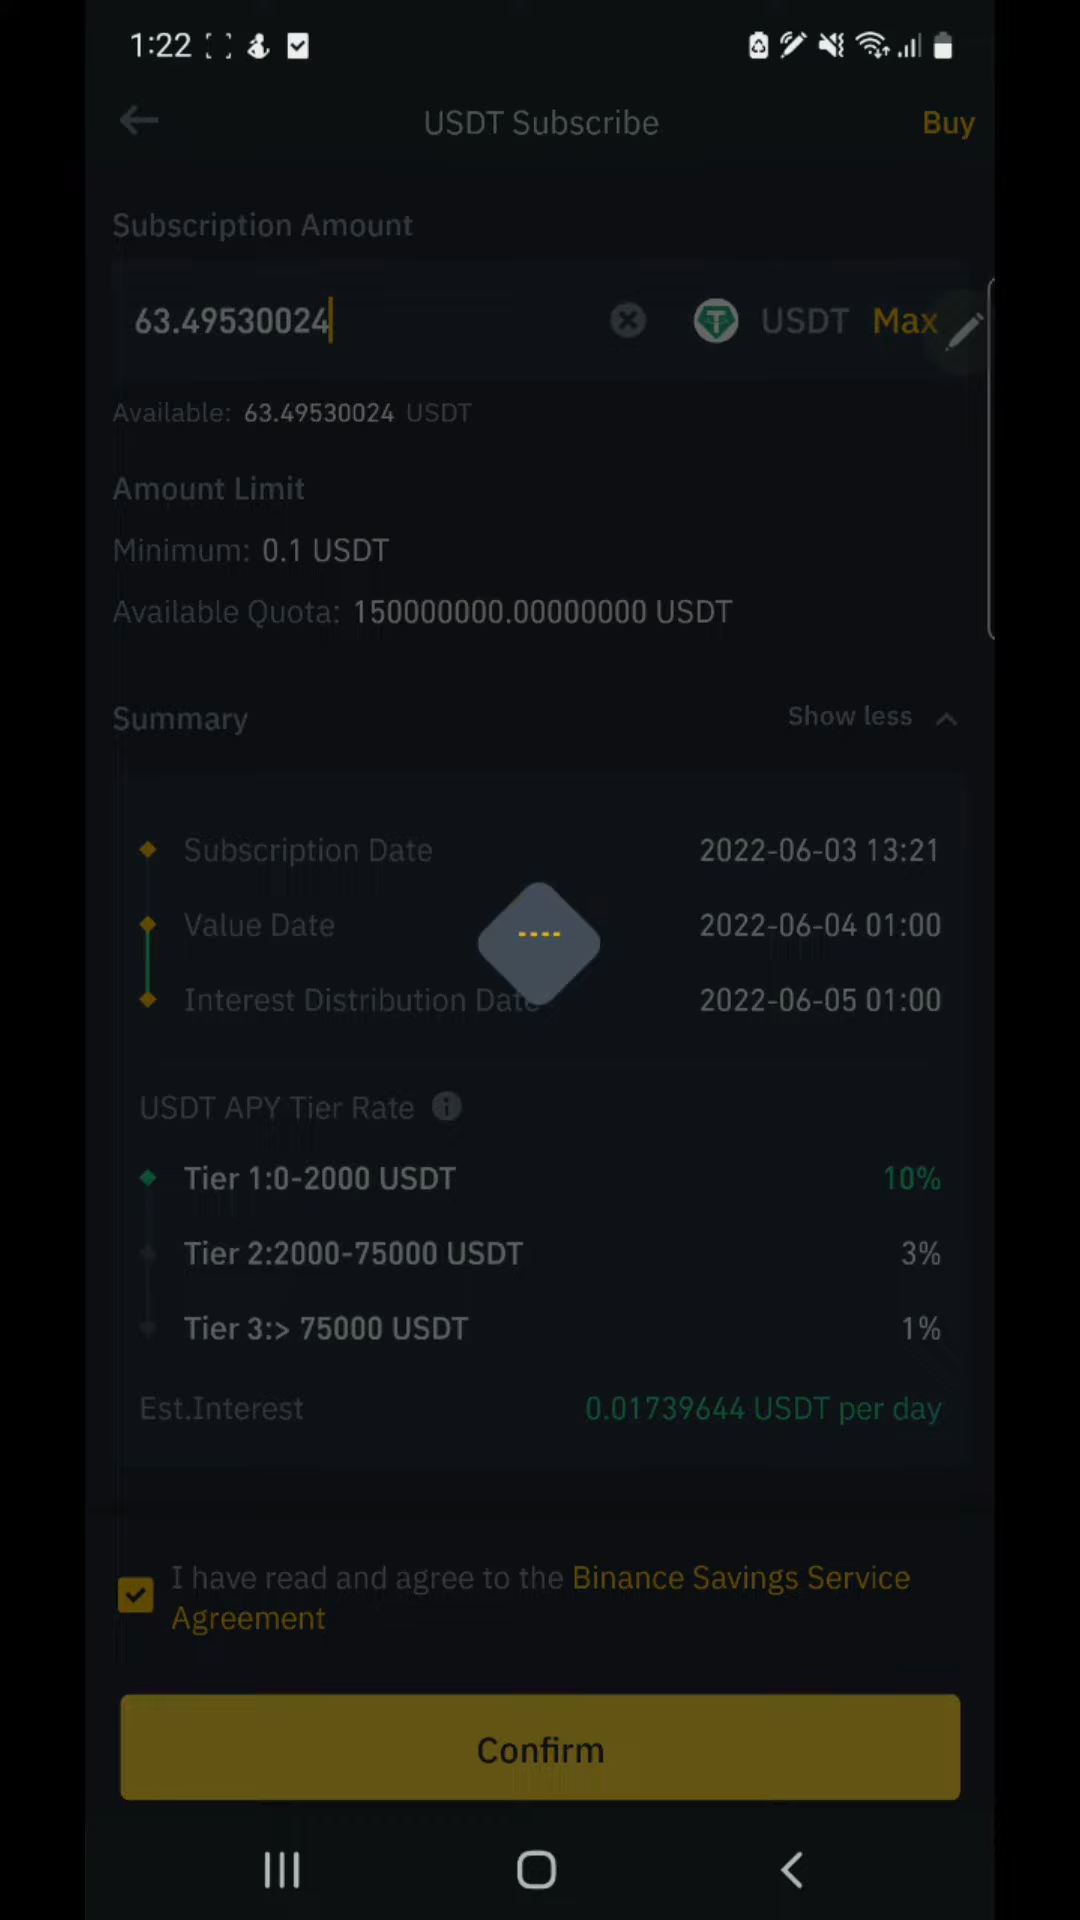 1:22
USDT Subscribe
Buy
Subscription Amount
63.49530024
USDT
Max
Available: 63.49530024 USDT
Amount Limit
Minimum: 0.1 USDT
Available Quota: 150000000.00000000 USDT
Summary
Show less
Subscription Date
2022-06-03 13:21
Value Date
2022-06-04 01:00
Interest Distribution Date
2022-06-05 01:00
USDT APY Tier Rate
Tier 1:0-2000 USDT
10%
Tier 2:2000-75000 USDT
3%
Tier 3:> 75000 USDT
1%
Est.Interest
0.01739644 USDT per day
I have read and agree to the Binance Savings Service
Agreement
Confirm